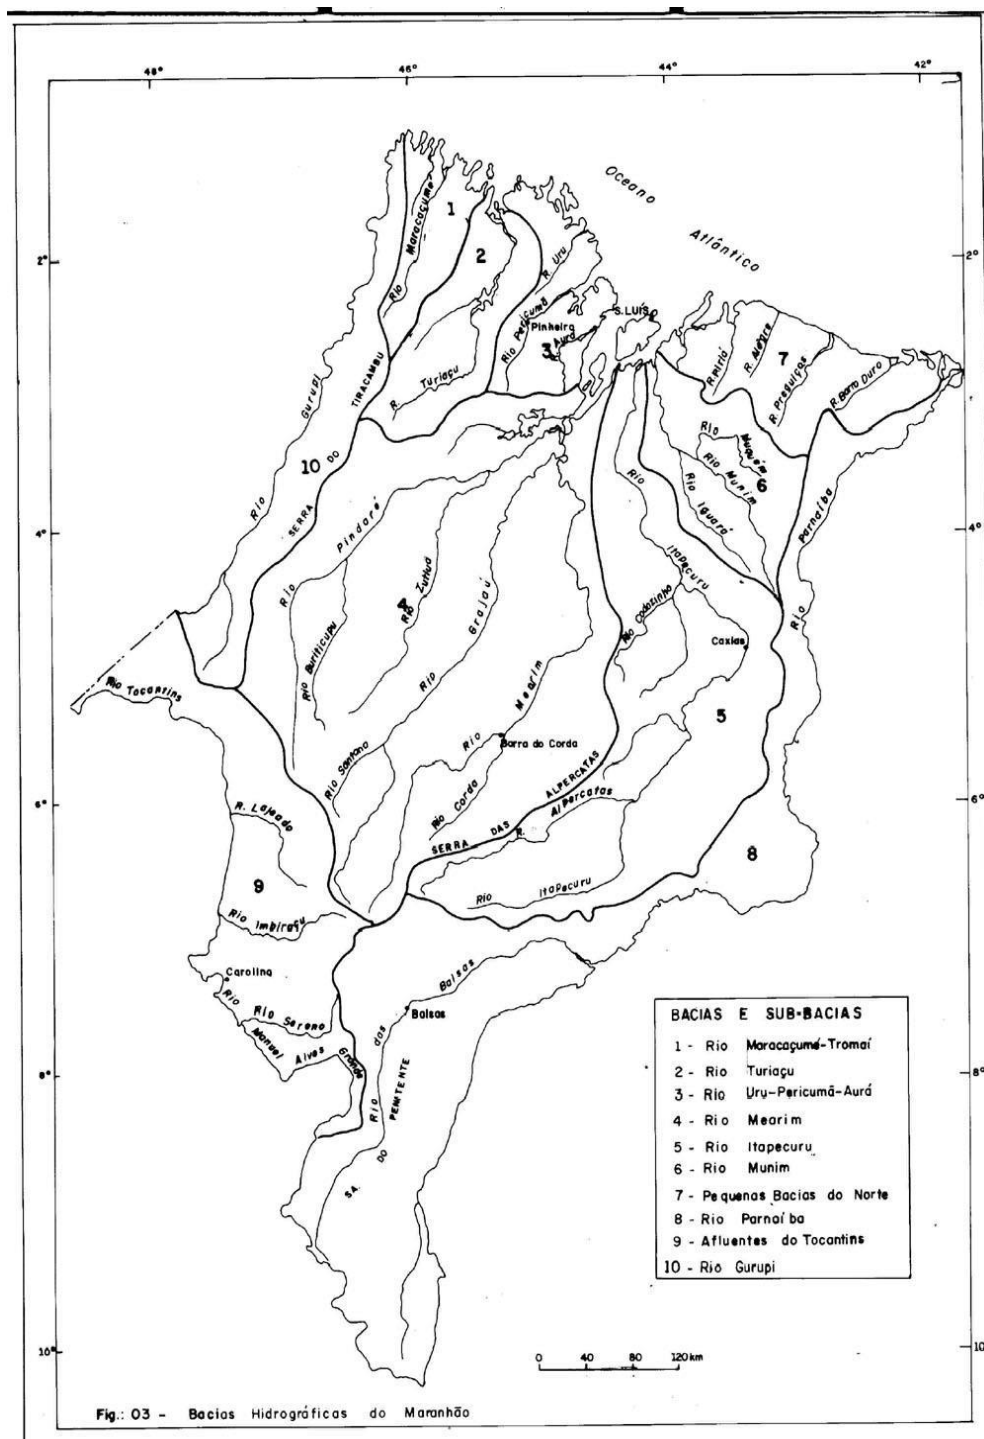 48° 46° 44° 42°
Oceano
Atlântico
2° 2°
Rio Maracaçumé
1
2
R. Uru
Rio Pericumã
Pinheiro
3
R. Aurá
S. LUÍS
R. Alegre
7
R. Preguiças
R. Barro Duro
R. Turiaçu
SERRA DO TIRACAMBU
Rio Gurupi
10
Rio Muquém
Rio Munim
6
Rio Iguará
Rio Parnaíba
4° 4°
Rio Pindaré
4
Rio Zutiua
Rio Grajaú
Rio Itapecuru
Rio Codozinho
Caxias
Rio Buriticupu
Rio Mearim
5
Rio Tocantins
Barra do Corda
Rio Santana
Rio Corda
SERRA DAS ALPERCATAS
R. Alpercatas
6° 6°
R. Lajeado
8
9
Rio Itapecuru
Rio Imbiraçu
Carolina
Rio Sereno
Rio Manuel Alves Grande
Rio das Balsas
Balsas
SA. DO PENITENTE
8° 8°
BACIAS E SUB-BACIAS
1 - Rio Maracaçumé-Tromaí
2 - Rio Turiaçu
3 - Rio Uru-Pericumã-Aurá
4 - Rio Mearim
5 - Rio Itapecuru
6 - Rio Munim
7 - Pequenas Bacias do Norte
8 - Rio Parnaíba
9 - Afluentes do Tocantins
10 - Rio Gurupi
10° 10
0 40 80 120 km
Fig.: 03 - Bacias Hidrográficas do Maranhão